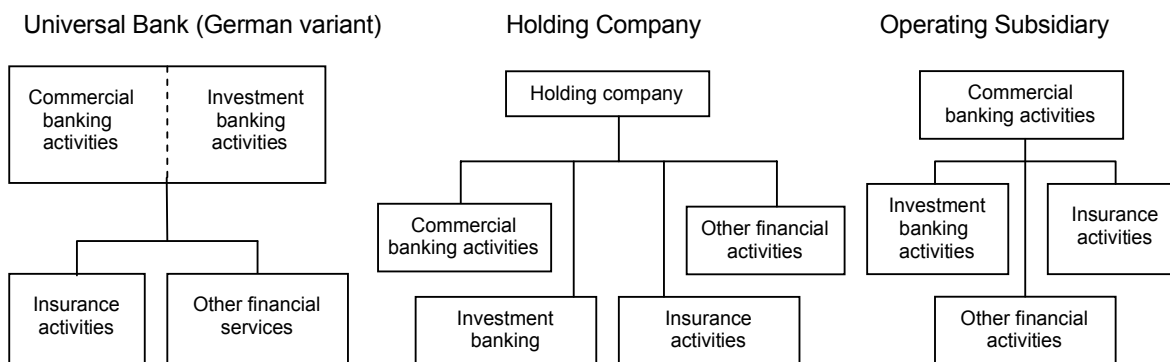 Universal Bank (German variant)
Commercial
banking
activities
Investment
banking
activities
Insurance
activities
Other financial
services
Holding Company
Holding company
Commercial
banking activities
Other financial
activities
Investment
banking
Insurance
activities
Operating Subsidiary
Commercial
banking activities
Investment
banking
activities
Insurance
activities
Other financial
activities